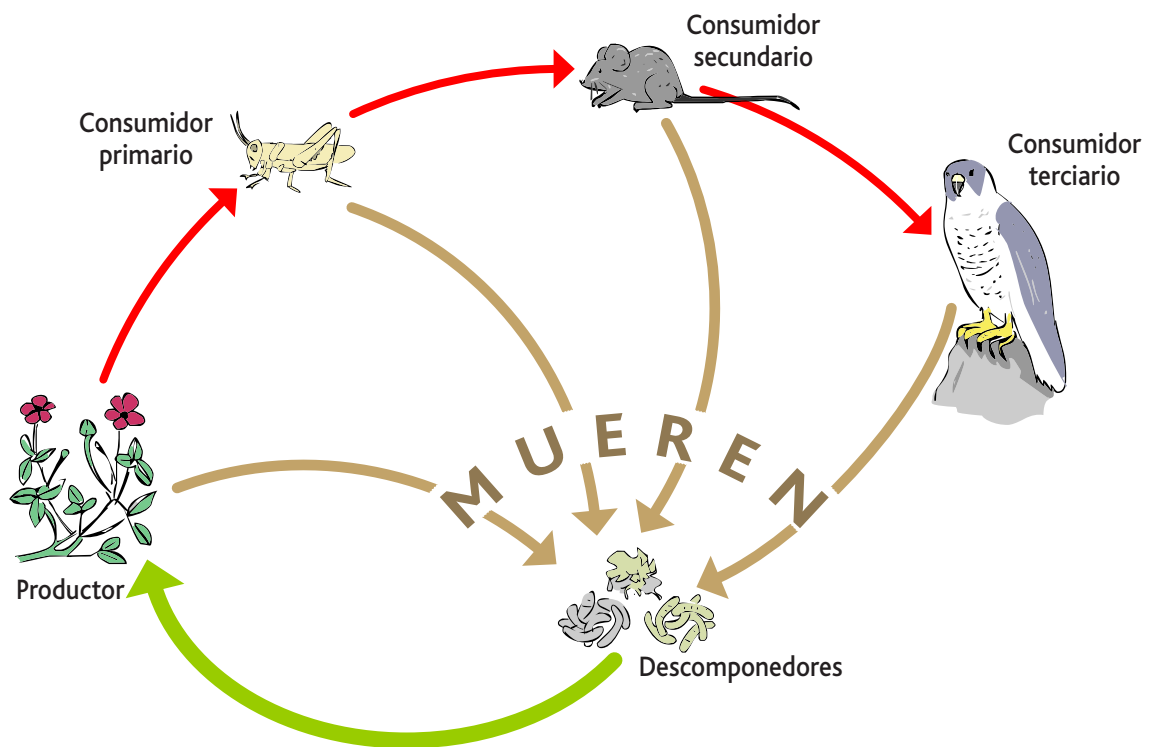 Consumidor
secundario
Consumidor
primario
Consumidor
terciario
MUEREN
Productor
Descomponedores